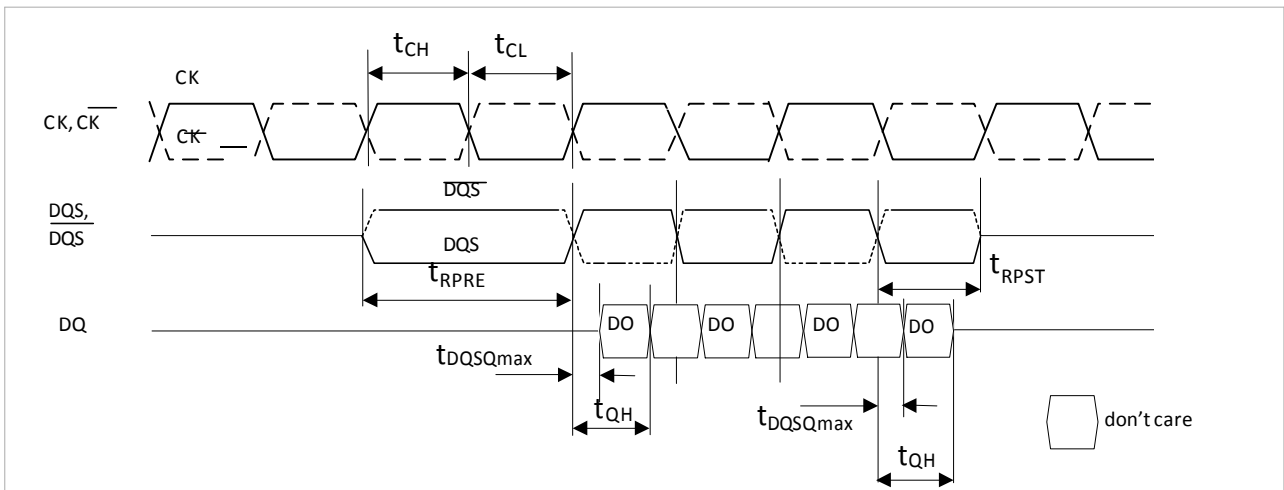 tCH
tCL
CK
CK, CK
CK
DQS
DQS,
DQS
DQS
tRPRE
tRPST
DQ
DO
DO
DO
DO
tDQSQmax
tQH
tDQSQmax
tQH
don't care